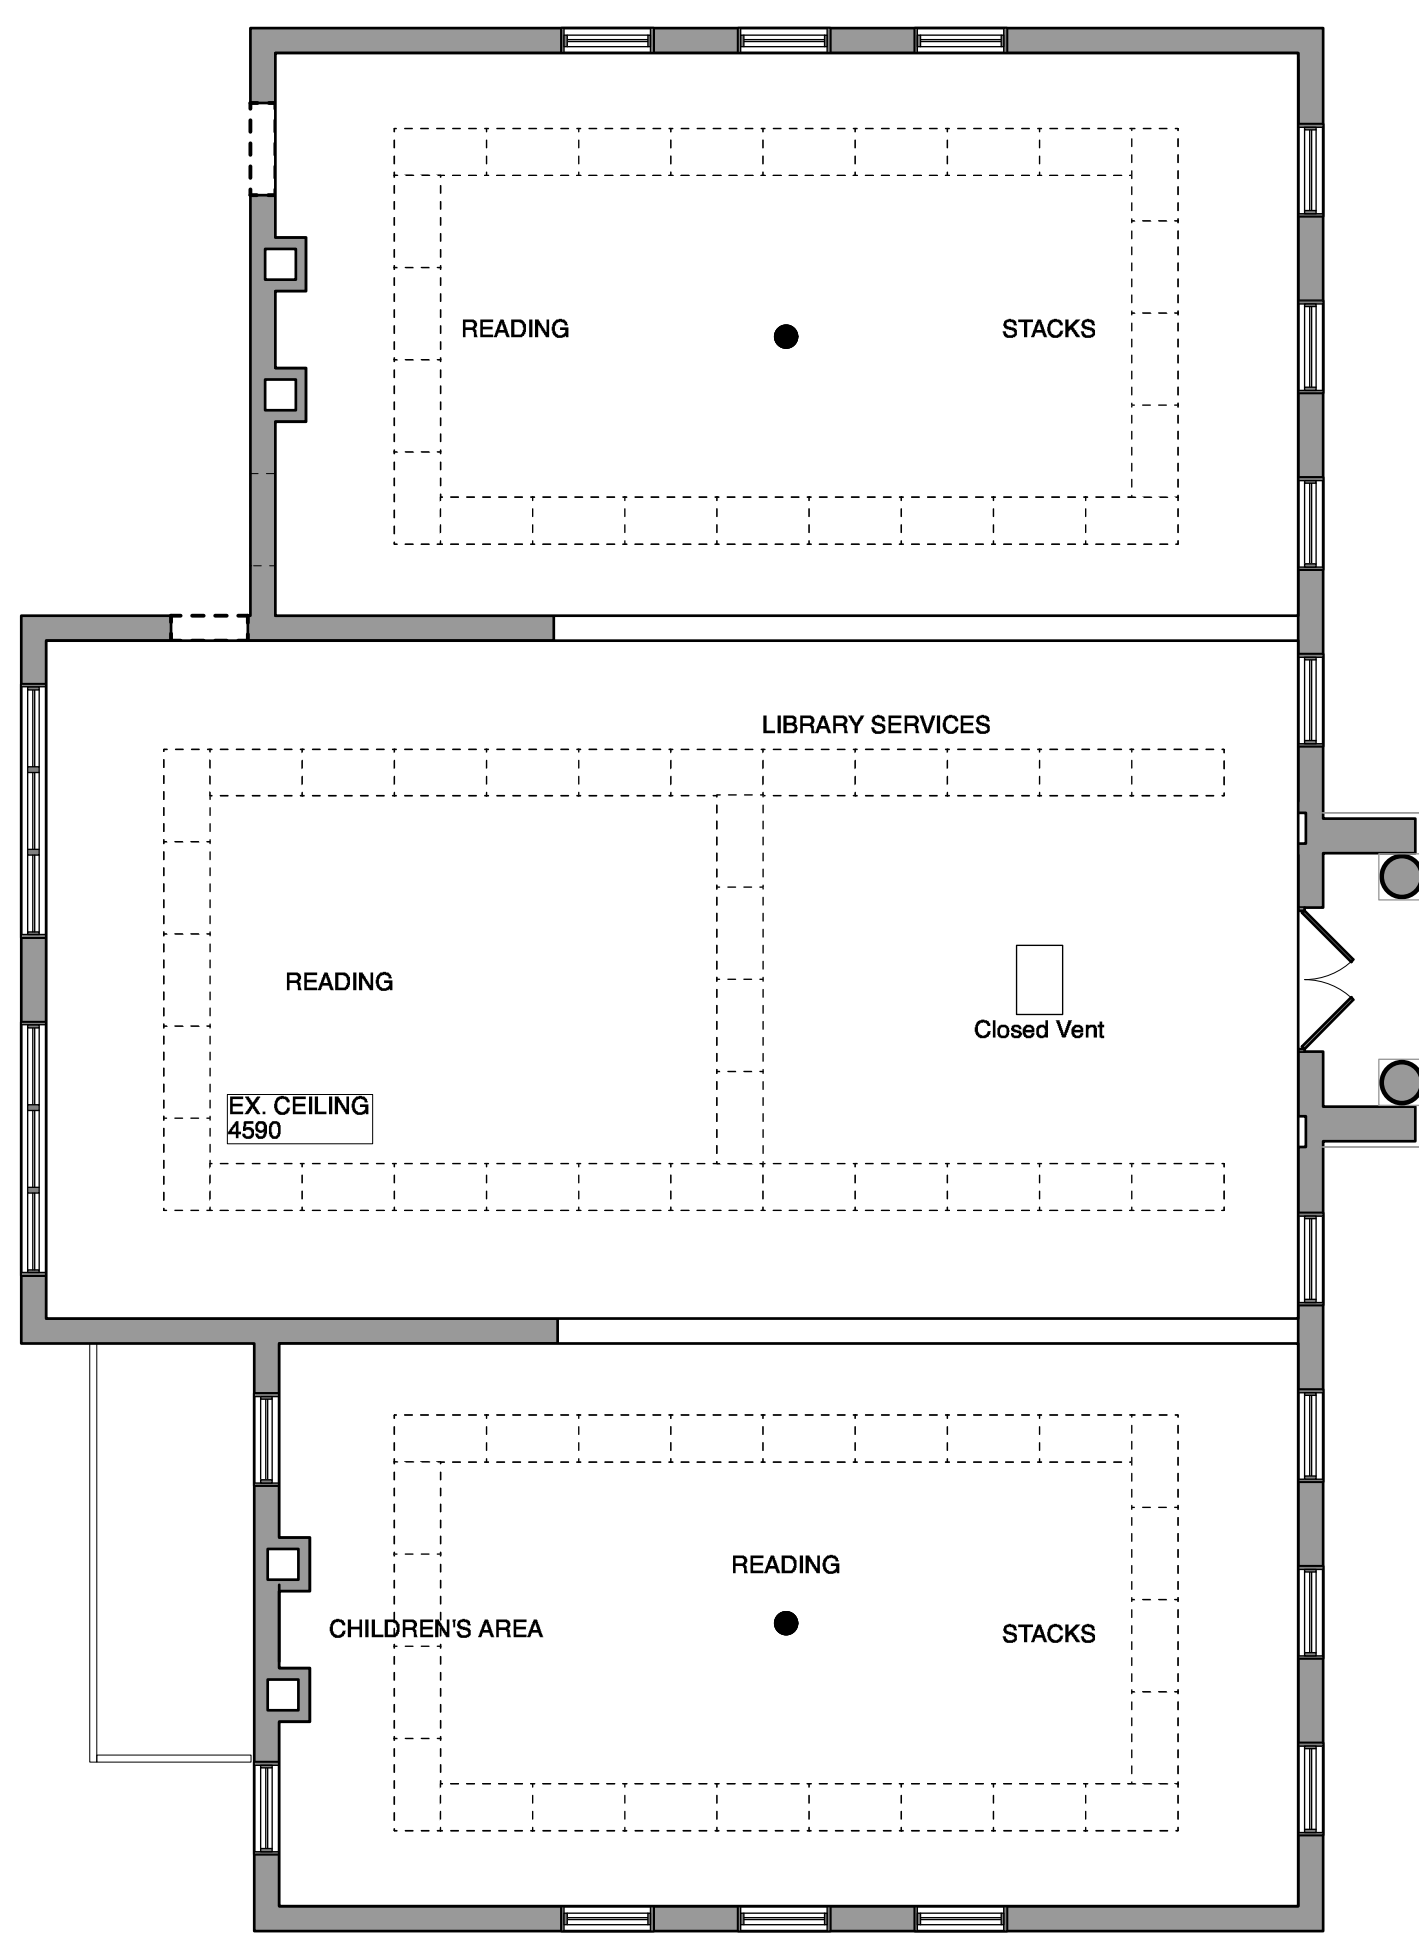 READING
STACKS
LIBRARY SERVICES
READING
Closed Vent
EX. CEILING
4590
READING
CHILDREN'S AREA
STACKS